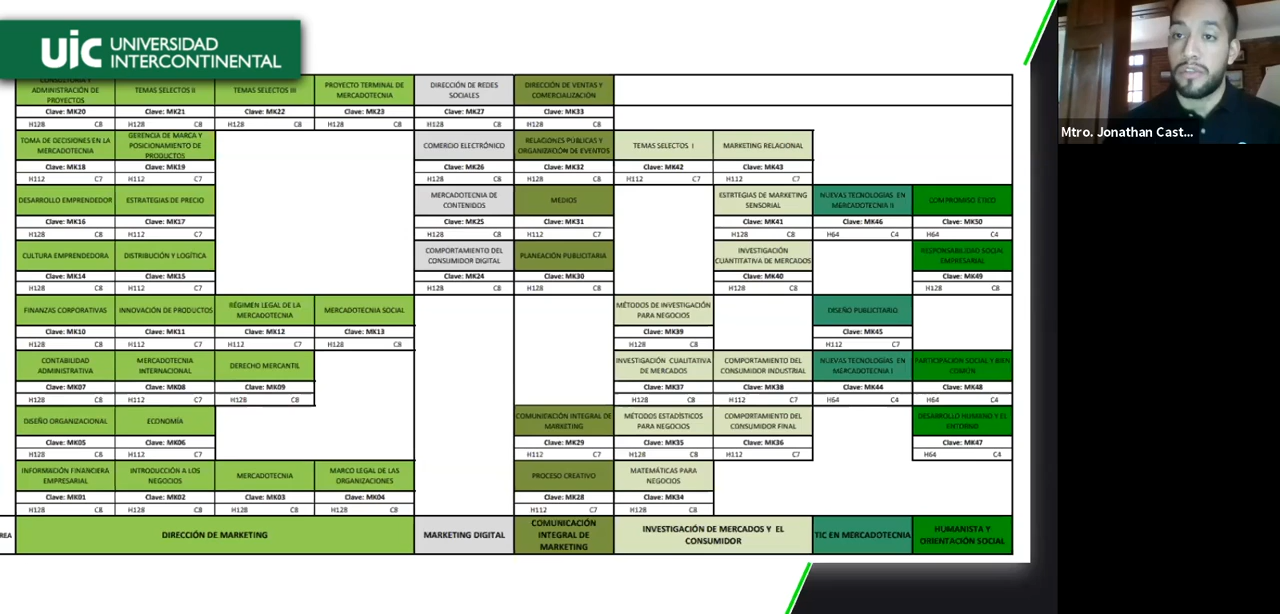 UIC UNIVERSIDAD
INTERCONTINENTAL
Mtro. Jonathan Cast...
ADMINISTRACIÓN DE
PROYECTOS
TEMAS SELECTOS II
TEMAS SELECTOS III
PROYECTO TERMINAL DE
MERCADOTECNIA
DIRECCIÓN DE REDES
SOCIALES
DIRECCIÓN DE VENTAS Y
COMERCIALIZACIÓN
Clave: MK20 Clave: MK21 Clave: MK22 Clave: MK23 Clave: MK27 Clave: MK33
H128 C8 H128 C8 H128 C8 H128 C8 H128 C8 H128 C8
TOMA DE DECISIONES EN LA
MERCADOTECNIA
GERENCIA DE MARCA Y
POSICIONAMIENTO DE
PRODUCTOS
COMERCIO ELECTRÓNICO
RELACIONES PÚBLICAS Y
ORGANIZACIÓN DE EVENTOS
TEMAS SELECTOS I
MARKETING RELACIONAL
Clave: MK18 Clave: MK19 Clave: MK26 Clave: MK32 Clave: MK42 Clave: MK43
H112 C7 H112 C7 H128 C8 H128 C8 H112 C7 H112 C7
DESARROLLO EMPRENDEDOR
ESTRATEGIAS DE PRECIO
MERCADOTECNIA DE
CONTENIDOS
MEDIOS
ESTRTEGIAS DE MARKETING
SENSORIAL
NUEVAS TECNOLOGÍAS EN
MERCADOTECNIA II
COMPROMISO ÉTICO
Clave: MK16 Clave: MK17 Clave: MK25 Clave: MK31 Clave: MK41 Clave: MK46 Clave: MK50
H128 C8 H112 C7 H128 C8 H112 C7 H128 C8 H64 C4 H64 C4
CULTURA EMPRENDEDORA
DISTRIBUCIÓN Y LOGÍTICA
COMPORTAMIENTO DEL
CONSUMIDOR DIGITAL
PLANEACIÓN PUBLICITARIA
INVESTIGACIÓN
CUANTITATIVA DE MERCADOS
RESPONSABILIDAD SOCIAL
EMPRESARIAL
Clave: MK14 Clave: MK15 Clave: MK24 Clave: MK30 Clave: MK40 Clave: MK49
H128 C8 H112 C7 H128 C8 H128 C8 H128 C8 H128 C8
FINANZAS CORPORATIVAS
INNOVACIÓN DE PRODUCTOS
RÉGIMEN LEGAL DE LA
MERCADOTECNIA
MERCADOTECNIA SOCIAL
MÉTODOS DE INVESTIGACIÓN
PARA NEGOCIOS
DISEÑO PUBLICITARIO
Clave: MK10 Clave: MK11 Clave: MK12 Clave: MK13 Clave: MK39 Clave: MK45
H128 C8 H112 C7 H112 C7 H128 C8 H128 C8 H112 C7
CONTABILIDAD
ADMINISTRATIVA
MERCADOTECNIA
INTERNACIONAL
DERECHO MERCANTIL
INVESTIGACIÓN CUALITATIVA
DE MERCADOS
COMPORTAMIENTO DEL
CONSUMIDOR INDUSTRIAL
NUEVAS TECNOLOGÍAS EN
MERCADOTECNIA I
PARTICIPACIÓN SOCIAL Y BIEN
COMÚN
Clave: MK07 Clave: MK08 Clave: MK09 Clave: MK37 Clave: MK38 Clave: MK44 Clave: MK48
H128 C8 H128 C8 H128 C8 H128 C8 H112 C7 H64 C4 H64 C4
DISEÑO ORGANIZACIONAL
ECONOMÍA
COMUNICACIÓN INTEGRAL DE
MARKETING
MÉTODOS ESTADÍSTICOS
PARA NEGOCIOS
COMPORTAMIENTO DEL
CONSUMIDOR FINAL
DESARROLLO HUMANO Y EL
ENTORNO
Clave: MK05 Clave: MK06 Clave: MK29 Clave: MK35 Clave: MK36 Clave: MK47
H128 C8 H112 C7 H112 C7 H128 C8 H112 C7 H64 C4
INFORMACIÓN FINANCIERA
EMPRESARIAL
INTRODUCCIÓN A LOS
NEGOCIOS
MERCADOTECNIA
MARCO LEGAL DE LAS
ORGANIZACIONES
PROCESO CREATIVO
MATEMÁTICAS PARA
NEGOCIOS
Clave: MK01 Clave: MK02 Clave: MK03 Clave: MK04 Clave: MK28 Clave: MK34
H128 C8 H128 C8 H128 C8 H128 C8 H112 C7 H128 C8
REA
DIRECCIÓN DE MARKETING
MARKETING DIGITAL
COMUNICACIÓN
INTEGRAL DE
MARKETING
INVESTIGACIÓN DE MERCADOS Y EL
CONSUMIDOR
TIC EN MERCADOTECNIA
HUMANISTA Y
ORIENTACIÓN SOCIAL